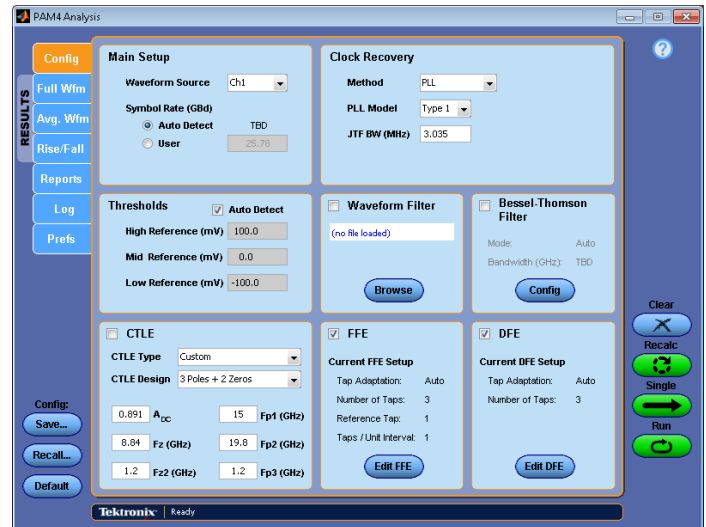 PAM4 Analysis
RESULTS
Config
Full Wfm
Avg. Wfm
Rise/Fall
Reports
Log
Prefs
Main Setup
Waveform Source Ch1
Symbol Rate (GBd)
Auto Detect TBD
User 25.78
Clock Recovery
Method PLL
PLL Model Type 1
JTF BW (MHz) 3.035
?
Thresholds Auto Detect
High Reference (mV) 100.0
Mid Reference (mV) 0.0
Low Reference (mV) -100.0
Waveform Filter
(no file loaded)
Browse
Bessel-Thomson
Filter
Mode: Auto
Bandwidth (GHz): TBD
Config
CTLE
CTLE Type Custom
CTLE Design 3 Poles + 2 Zeros
0.891 ADC 15 Fp1 (GHz)
8.84 Fz (GHz) 19.8 Fp2 (GHz)
1.2 Fz2 (GHz) 1.2 Fp3 (GHz)
FFE
Current FFE Setup
Tap Adaptation: Auto
Number of Taps: 3
Reference Tap: 1
Taps / Unit Interval: 1
Edit FFE
DFE
Current DFE Setup
Tap Adaptation: Auto
Number of Taps: 3
Edit DFE
Clear
Recalc
Single
Run
Config:
Save...
Recall...
Default
Tektronix Ready